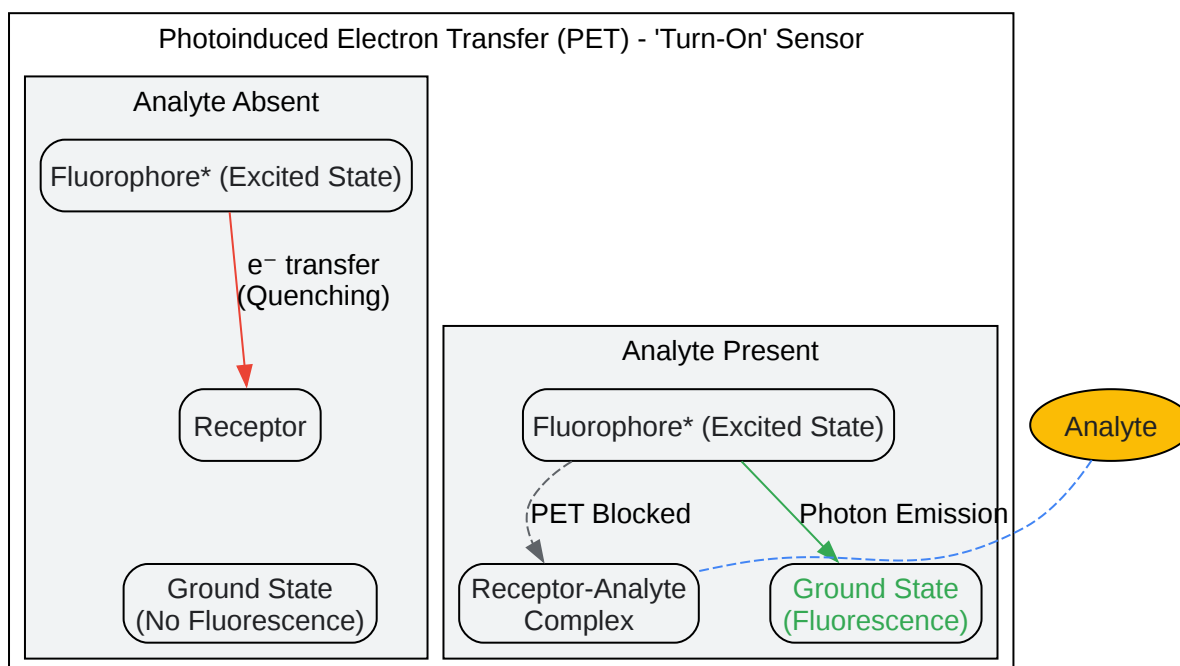 Photoinduced Electron Transfer (PET) - 'Turn-On' Sensor
Analyte Absent
Fluorophore* (Excited State)
e⁻ transfer
(Quenching)
Receptor
Ground State
(No Fluorescence)
Analyte Present
Fluorophore* (Excited State)
PET Blocked
Photon Emission
Receptor-Analyte
Complex
Ground State
(Fluorescence)
Analyte